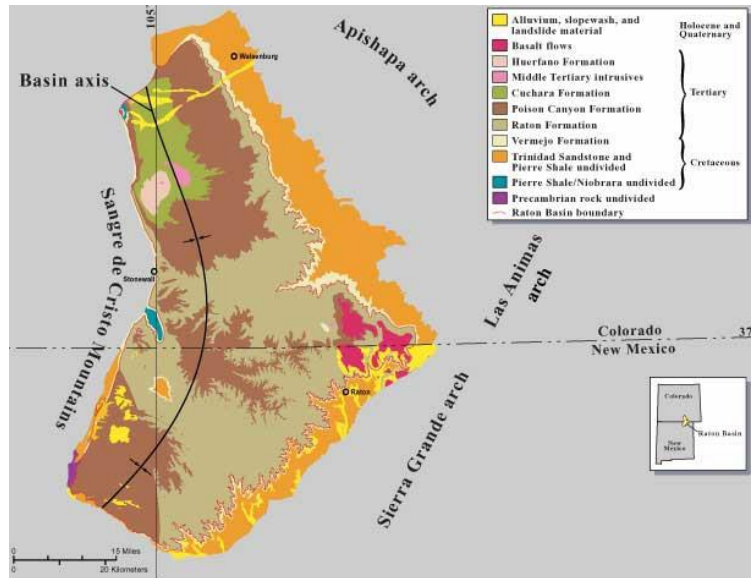 105°
Walsenburg
Apishapa arch
Basin axis
Sangre de Cristo Mountains
Stonewall
Las Animas
arch
Colorado
37
New Mexico
Raton
Sierra Grande arch
Alluvium, slopewash, and
landslide material
Holocene and
Quaternary
Basalt flows
Huerfano Formation
Middle Tertiary intrusives
Cuchara Formation
Tertiary
Poison Canyon Formation
Raton Formation
Vermejo Formation
Trinidad Sandstone and
Pierre Shale undivided
Cretaceous
Pierre Shale/Niobrara undivided
Precambrian rock undivided
Raton Basin boundary
Colorado
Raton Basin
New
Mexico
0 15 Miles
0 20 Kilometers